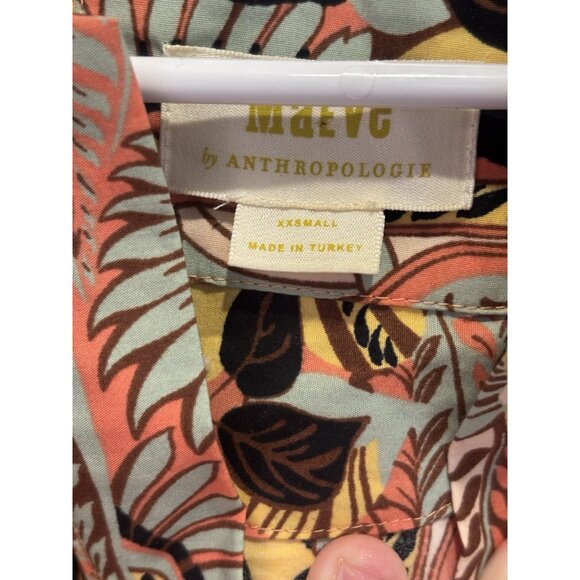 Maeve
by ANTHROPOLOGIE
XXSMALL
MADE IN TURKEY